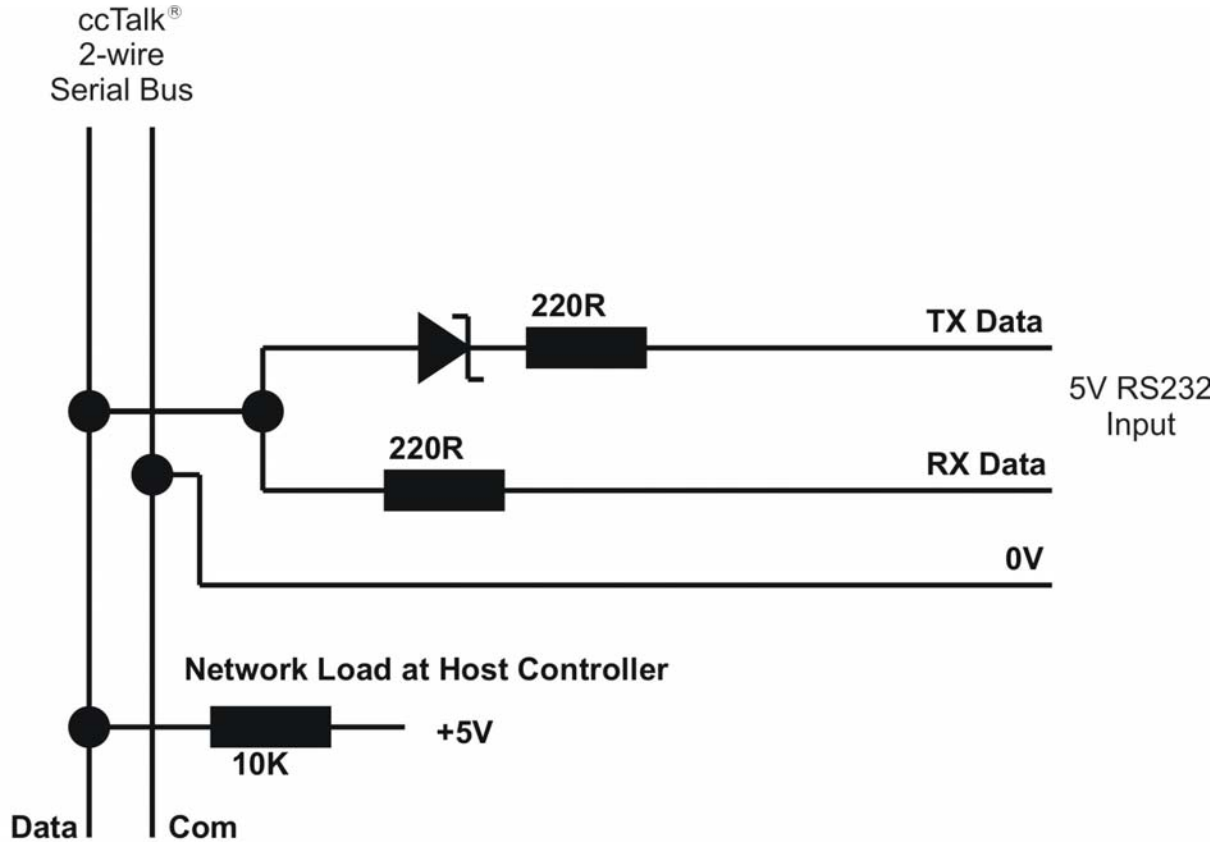 ccTalk®
2-wire
Serial Bus
220R
TX Data
5V RS232
Input
220R
RX Data
0V
Network Load at Host Controller
+5V
10K
Data
Com